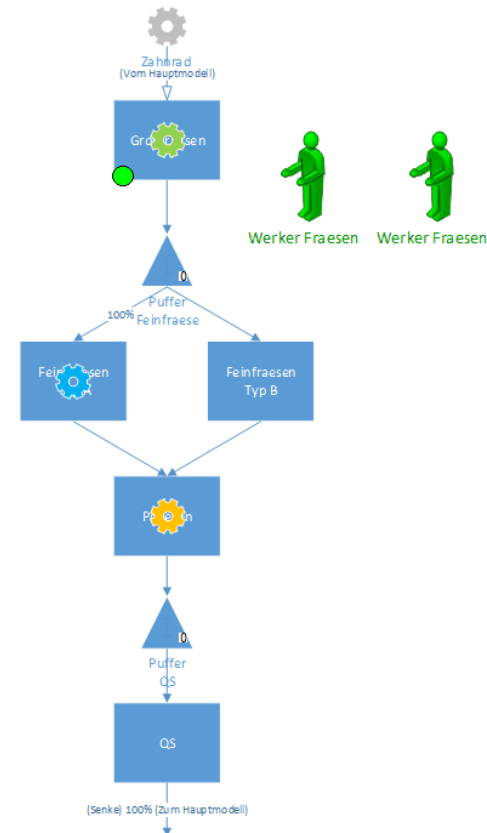 Zahnrad
(Vom Hauptmodell)
Werker Fraesen
Werker Fraesen
0
Puffer
100%
Feinfraese
Feinfraesen
Typ B
0
Puffer
QS
QS
(Senke) 100% (Zum Hauptmodell)